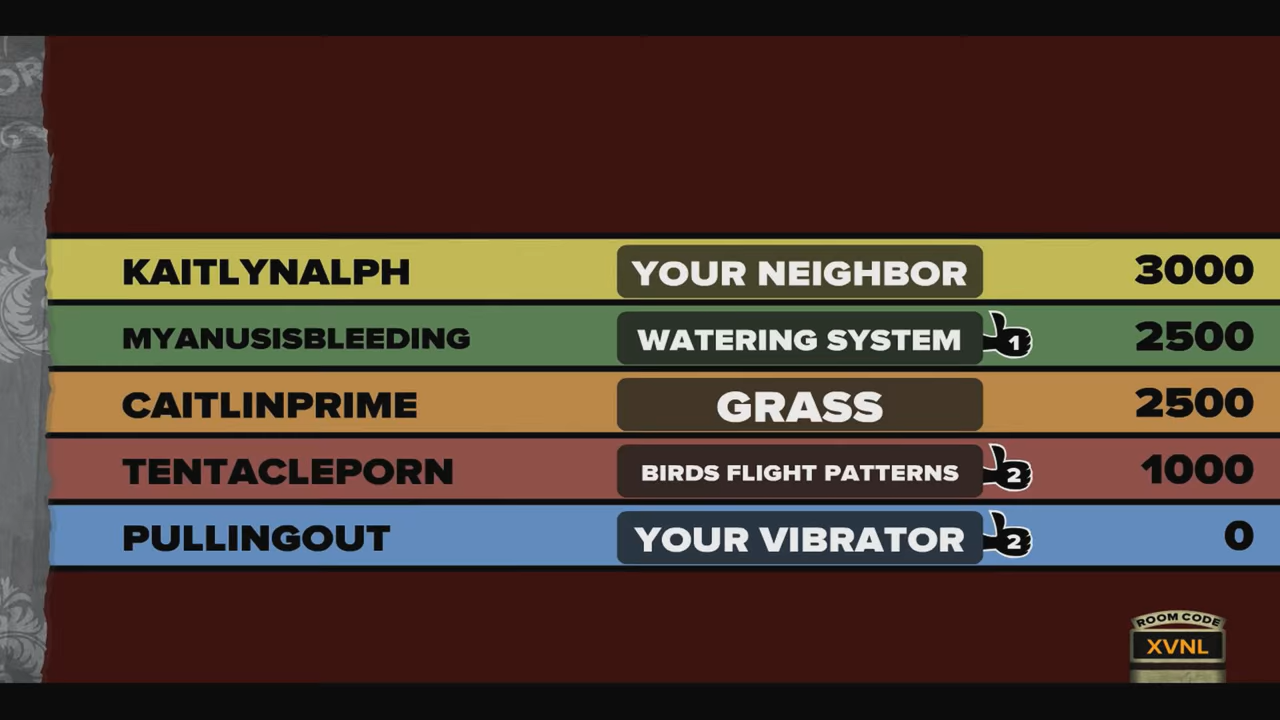 KAITLYNALPH YOUR NEIGHBOR 3000
MYANUSISBLEEDING WATERING SYSTEM 1 2500
CAITLINPRIME GRASS 2500
TENTACLEPORN BIRDS FLIGHT PATTERNS 2 1000
PULLINGOUT YOUR VIBRATOR 2 0
ROOM CODE
XVNL